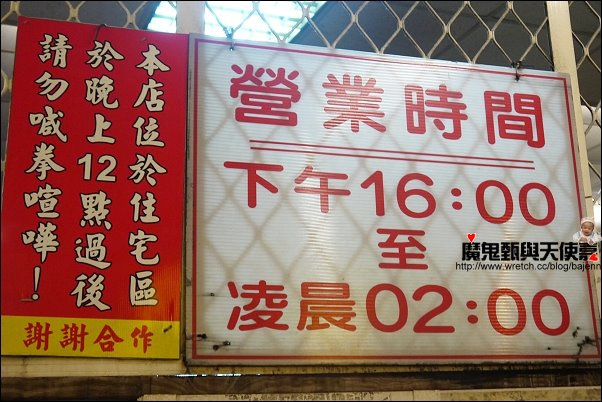 本店位於住宅區
於晚上12點過後
請勿喊拳喧嘩！
謝謝合作
營業時間
下午16：00
至
凌晨02：00
魔鬼甄與天使嘉
http://www.wretch.cc/blog/bajenn